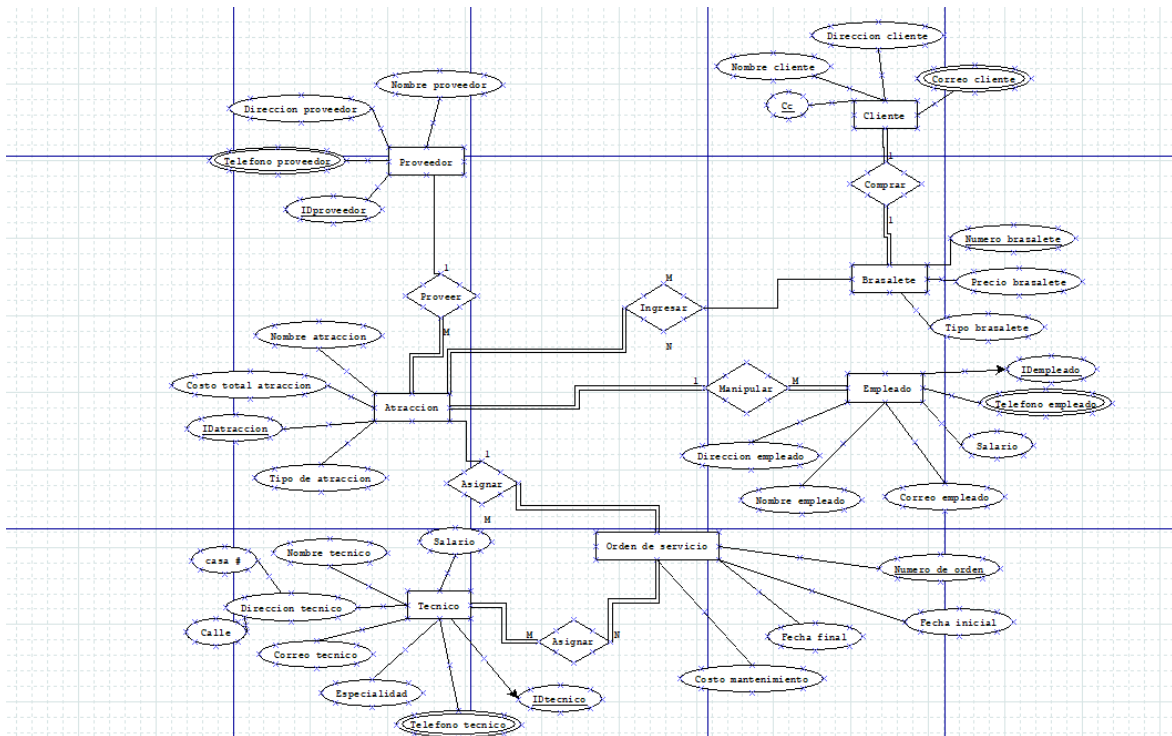 Direccion cliente
Nombre cliente
Correo cliente
Cc
Cliente
Nombre proveedor
Direccion proveedor
Telefono proveedor
Proveedor
IDproveedor
1
Comprar
1
Numero brasalete
Brasalete
Precio brasalete
Tipo brasalete
1
Proveer
M
M
Ingresar
N
Nombre atraccion
Costo total atraccion
Atraccion
IDatraccion
Tipo de atraccion
1
Manipular
M
Empleado
IDempleado
Telefono empleado
Salario
Direccion empleado
Nombre empleado
Correo empleado
1
Asignar
M
Orden de servicio
Numero de orden
Fecha inicial
Fecha final
Costo mantenimiento
Salario
Nombre tecnico
casa #
Direccion tecnico
Calle
Tecnico
M
Asignar
N
Correo tecnico
Especialidad
IDtecnico
Telefono tecnico